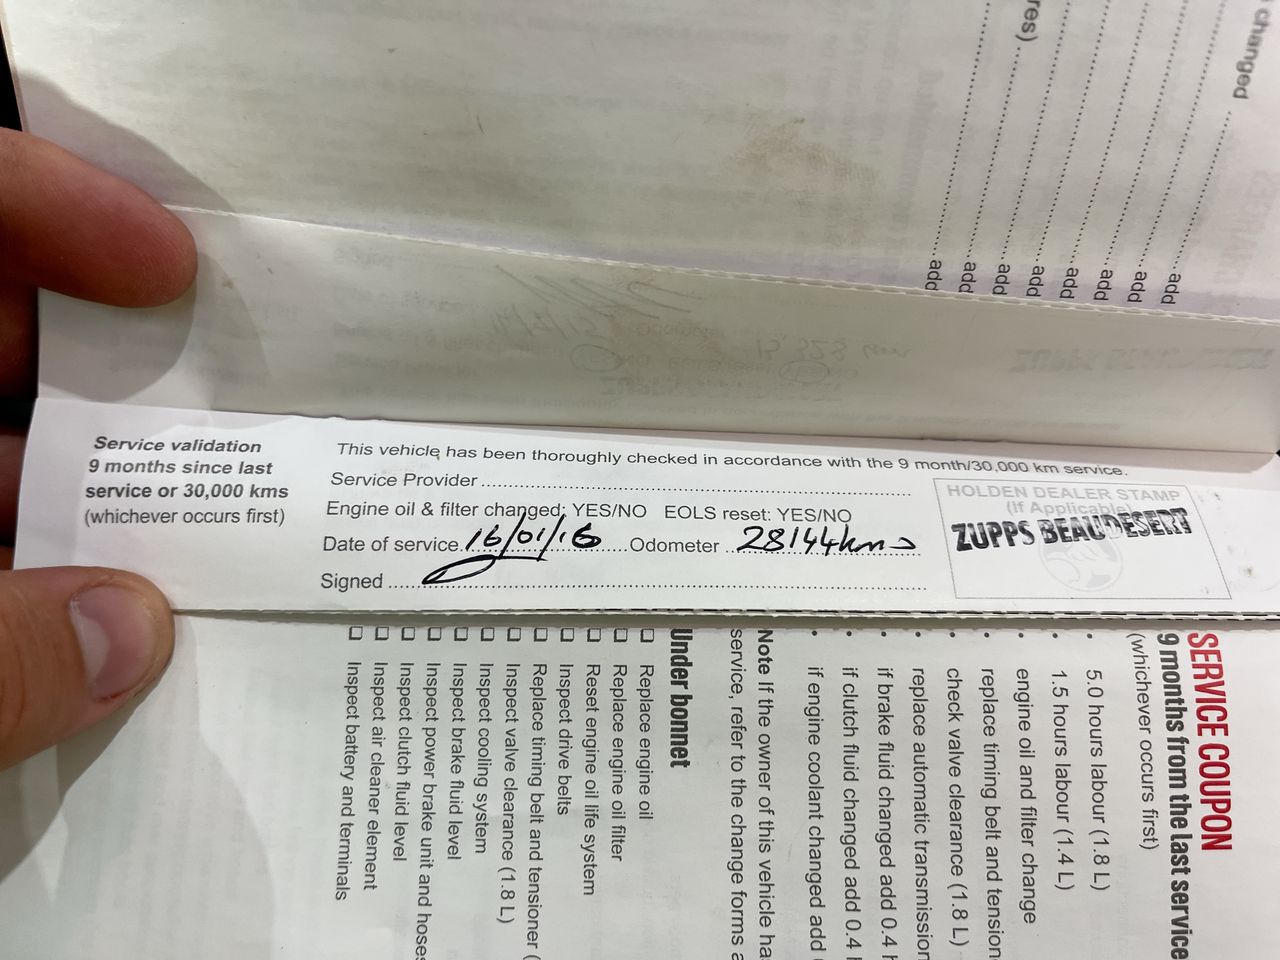 changed
res)
add
add
add
add
add
add
add
add
Service validation
9 months since last
service or 30,000 kms
(whichever occurs first)
This vehicle has been thoroughly checked in accordance with the 9 month/30,000 km service.
Service Provider
Engine oil & filter changed: YES/NO EOLS reset: YES/NO
Date of service 16/01/16 Odometer 28144kms
Signed
HOLDEN DEALER STAMP
(If Applicable)
ZUPPS BEAUDESERT
SERVICE COUPON
9 months from the last service
(whichever occurs first)
• 5.0 hours labour (1.8 L)
• 1.5 hours labour (1.4 L)
• engine oil and filter change
• replace timing belt and tension
• check valve clearance (1.8 L)
• replace automatic transmission
• if brake fluid changed add 0.4 h
• if clutch fluid changed add 0.4 h
• if engine coolant changed add
Note If the owner of this vehicle ha
service, refer to the change forms a
Under bonnet
❑ Replace engine oil
❑ Replace engine oil filter
❑ Reset engine oil life system
❑ Inspect drive belts
❑ Replace timing belt and tensioner (
❑ Inspect valve clearance (1.8 L)
❑ Inspect cooling system
❑ Inspect brake fluid level
❑ Inspect power brake unit and hoses
❑ Inspect clutch fluid level
❑ Inspect air cleaner element
❑ Inspect battery and terminals